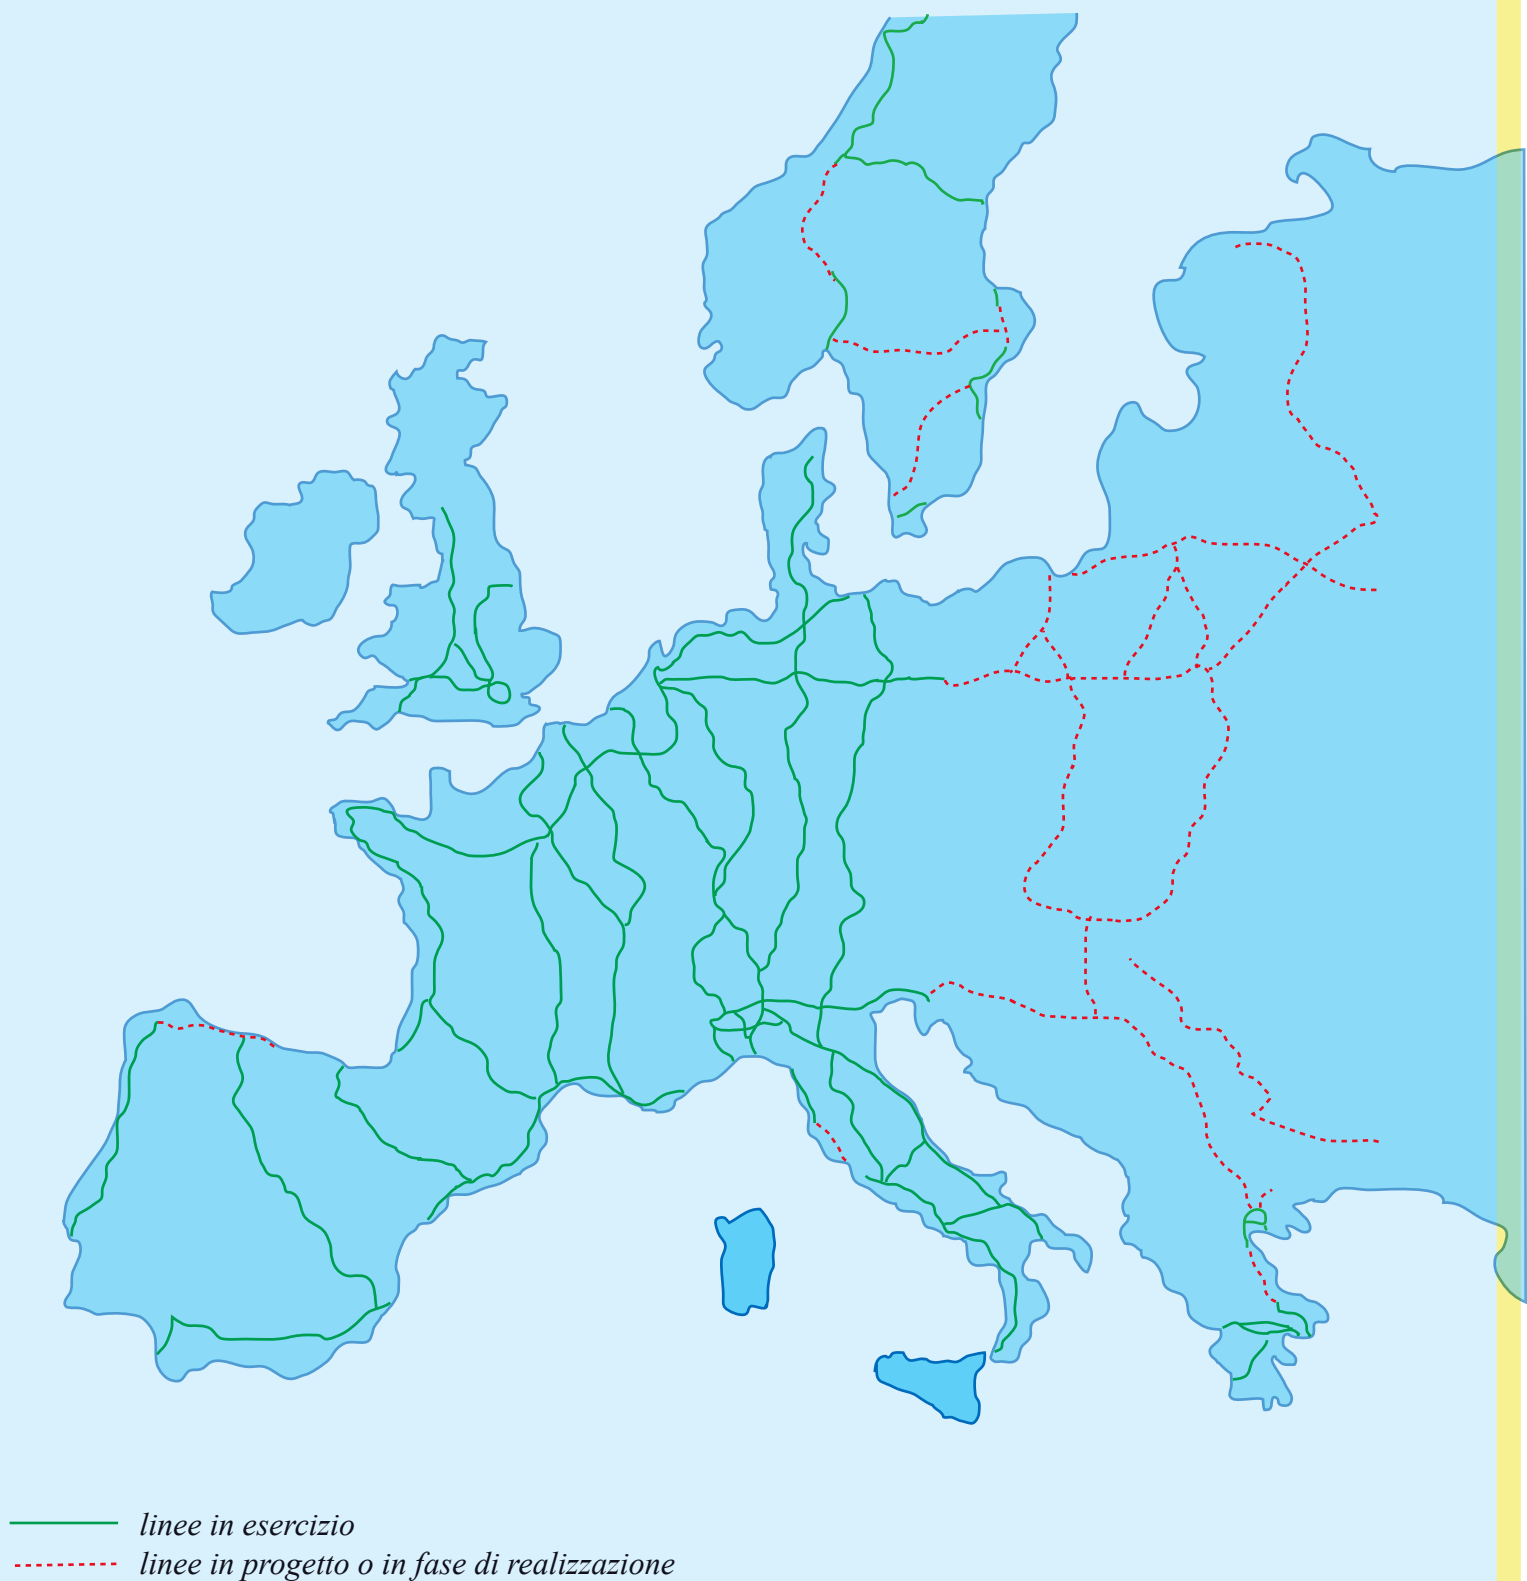 linee in esercizio
linee in progetto o in fase di realizzazione